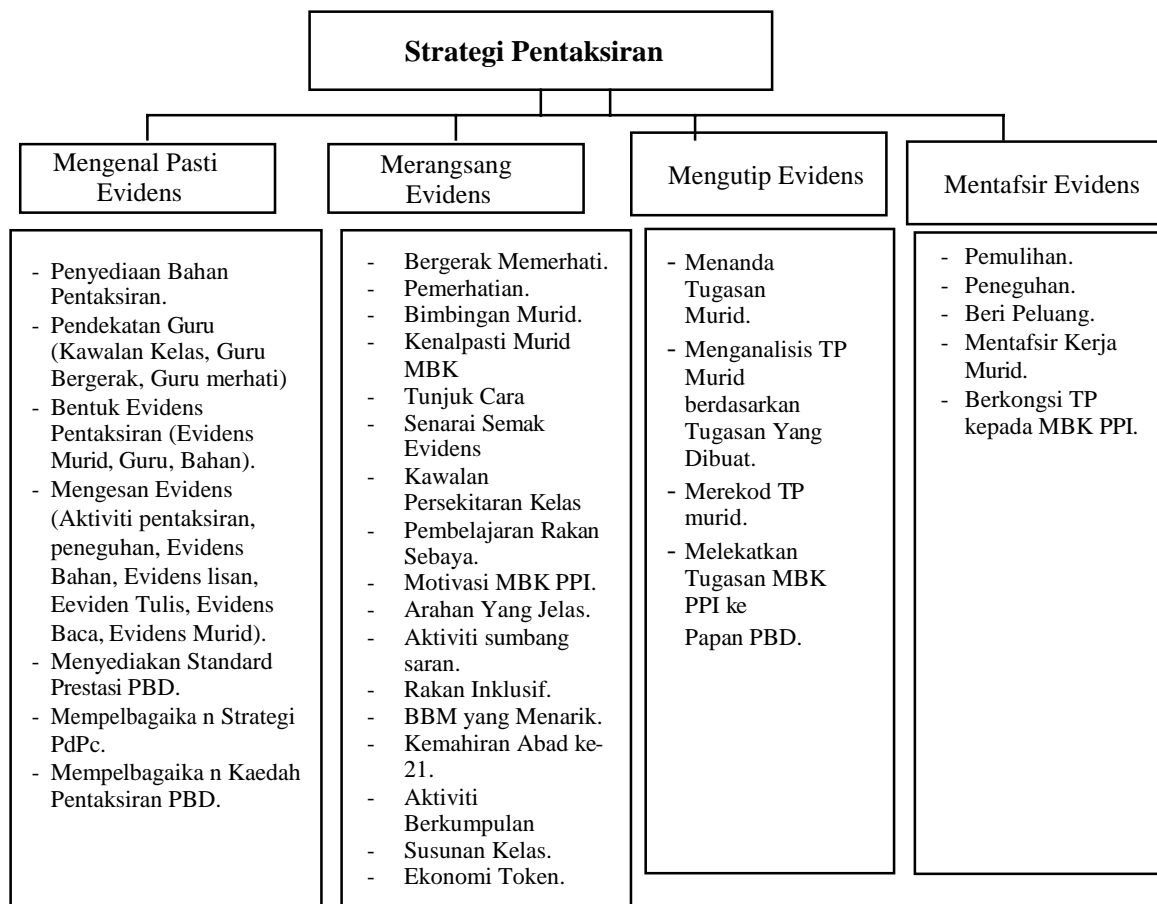 Strategi Pentaksiran
Mengenal Pasti
Evidens
Merangsang
Evidens
Mengutip Evidens
Mentafsir Evidens
- Penyediaan Bahan
Pentaksiran.
- Pendekatan Guru
(Kawalan Kelas, Guru
Bergerak, Guru merhati)
- Bentuk Evidens
Pentaksiran (Evidens
Murid, Guru, Bahan).
- Mengesan Evidens
(Aktiviti pentaksiran,
peneguhan, Evidens
Bahan, Evidens lisan,
Eeviden Tulis, Evidens
Baca, Evidens Murid).
- Menyediakan Standard
Prestasi PBD.
- Mempelbagaika n Strategi
PdPc.
- Mempelbagaika n Kaedah
Pentaksiran PBD.
- Bergerak Memerhati.
- Pemerhatian.
- Bimbingan Murid.
- Kenalpasti Murid
MBK
- Tunjuk Cara
- Senarai Semak
Evidens
- Kawalan
Persekitaran Kelas
- Pembelajaran Rakan
Sebaya.
- Motivasi MBK PPI.
- Arahan Yang Jelas.
- Aktiviti sumbang
saran.
- Rakan Inklusif.
- BBM yang Menarik.
- Kemahiran Abad ke-
21.
- Aktiviti
Berkumpulan
- Susunan Kelas.
- Ekonomi Token.
- Menanda
Tugasan
Murid.
- Menganalisis TP
Murid
berdasarkan
Tugasan Yang
Dibuat.
- Merekod TP
murid.
- Melekatkan
Tugasan MBK
PPI ke
Papan PBD.
- Pemulihan.
- Peneguhan.
- Beri Peluang.
- Mentafsir Kerja
Murid.
- Berkongsi TP
kepada MBK PPI.